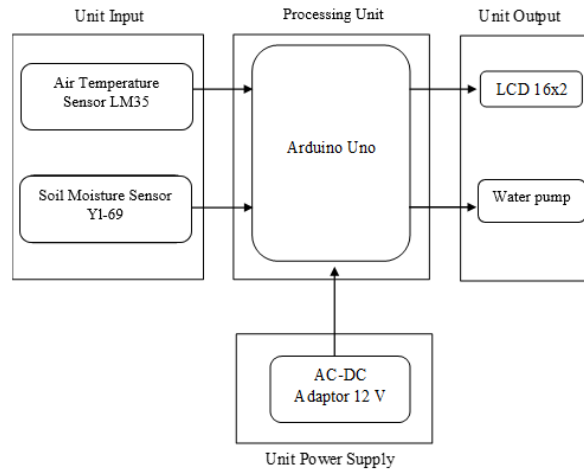 Unit Input
Processing Unit
Unit Output
Air Temperature
Sensor LM35
Arduino Uno
LCD 16x2
Soil Moisture Sensor
Yl-69
Water pump
AC-DC
Adaptor 12 V
Unit Power Supply